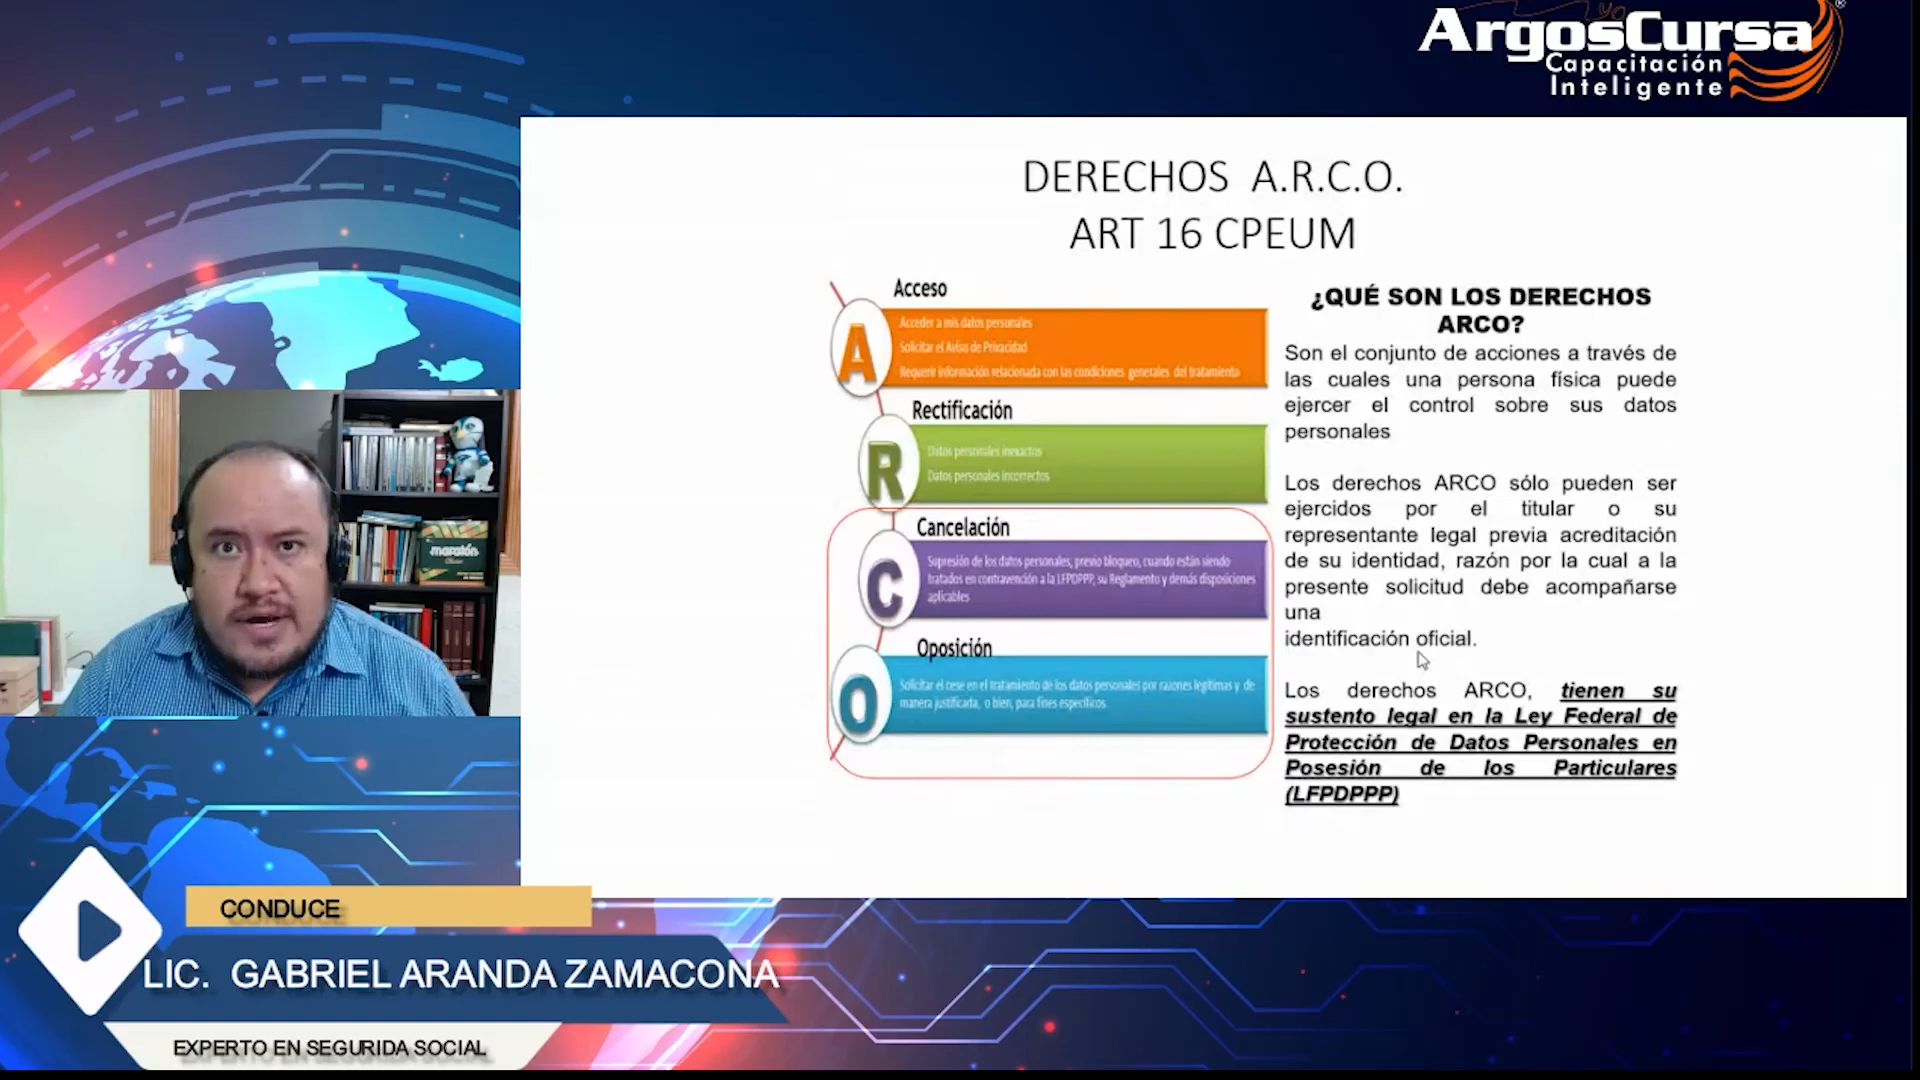 ArgosCursa
Capacitación
Inteligente
DERECHOS A.R.C.O.
ART 16 CPEUM
Acceso
A
Acceder a mis datos personales
Solicitar el Aviso de Privacidad
Requerir información relacionada con las condiciones generales del tratamiento
Rectificación
R
Datos personales inexactos
Datos personales incorrectos
Cancelación
C
Supresión de los datos personales, previo bloqueo, cuando están siendo
tratados en contravención a la LFPDPPP, su Reglamento y demás disposiciones
aplicables
Oposición
O
Solicitar el cese en el tratamiento de los datos personales por razones legítimas y de
manera justificada, o bien, para fines específicos
¿QUÉ SON LOS DERECHOS
ARCO?
Son el conjunto de acciones a través de
las cuales una persona física puede
ejercer el control sobre sus datos
personales
Los derechos ARCO sólo pueden ser
ejercidos por el titular o su
representante legal previa acreditación
de su identidad, razón por la cual a la
presente solicitud debe acompañarse
una
identificación oficial.
Los derechos ARCO, tienen su
sustento legal en la Ley Federal de
Protección de Datos Personales en
Posesión de los Particulares
(LFPDPPP)
maratón
CONDUCE
LIC. GABRIEL ARANDA ZAMACONA
EXPERTO EN SEGURIDA SOCIAL